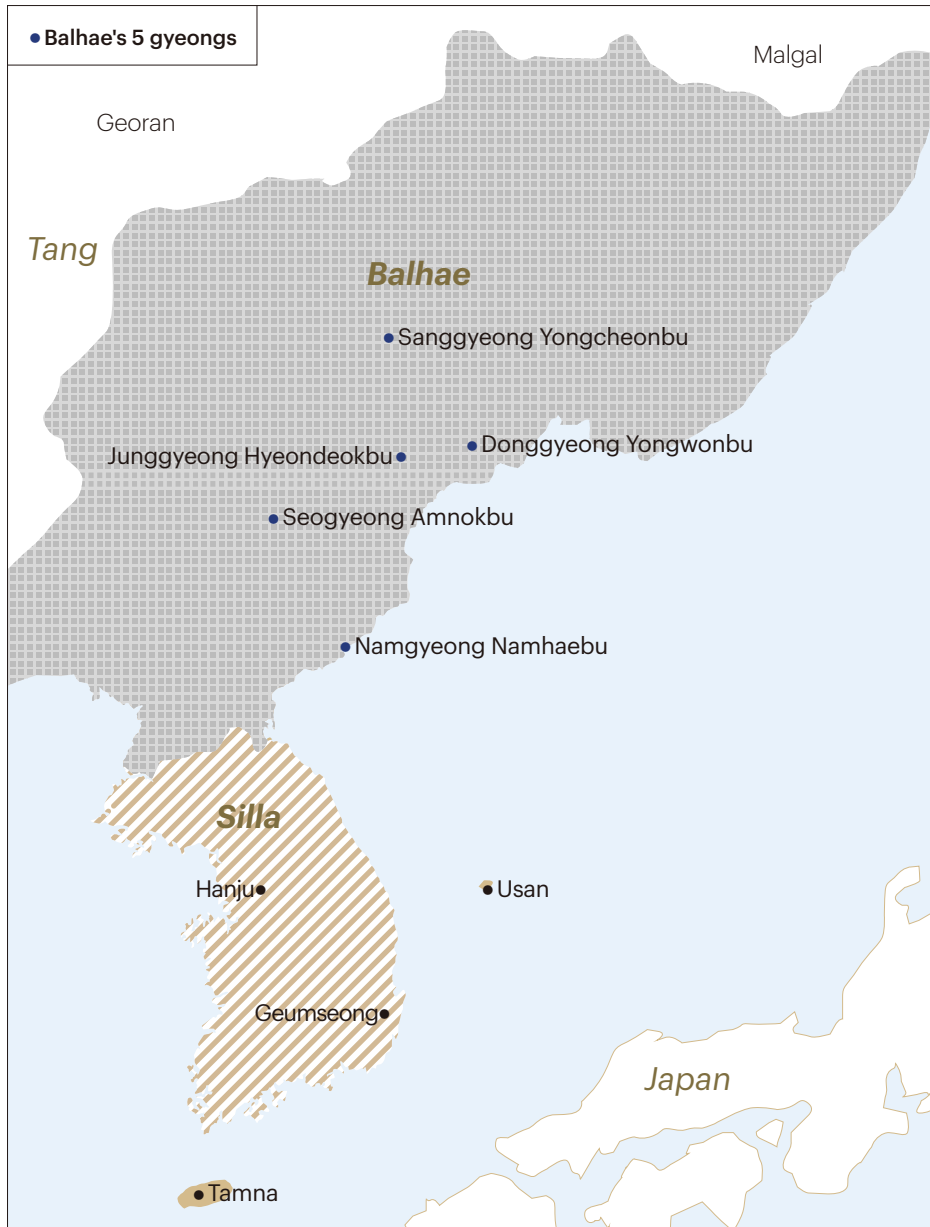 Balhae's 5 gyeongs
Malgal
Georan
Tang
Balhae
Sanggyeong Yongcheonbu
Donggyeong Yongwonbu
Junggyeong Hyeondeokbu
Seogyeong Amnokbu
Namgyeong Namhaebu
Silla
Hanju
Usan
Geumseong
Japan
Tamna